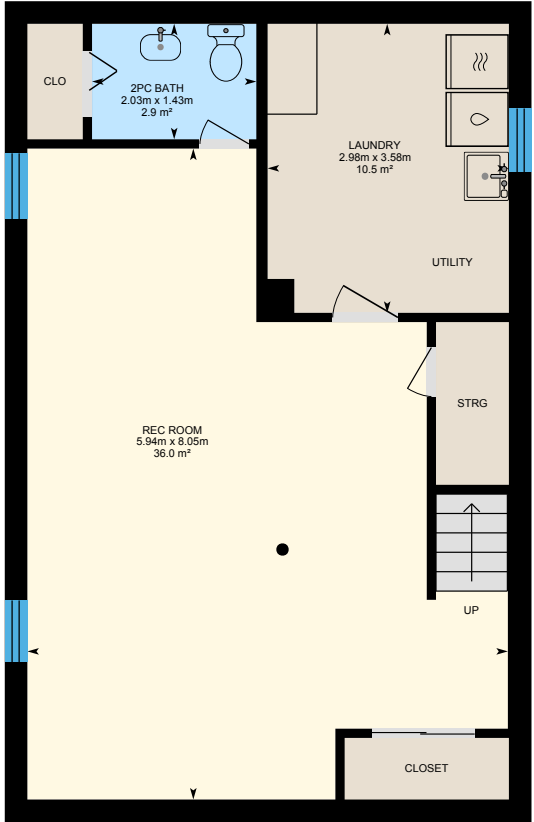 CLO
2PC BATH
2.03m x 1.43m
2.9 m²
LAUNDRY
2.98m x 3.58m
10.5 m²
UTILITY
STRG
REC ROOM
5.94m x 8.05m
36.0 m²
UP
CLOSET